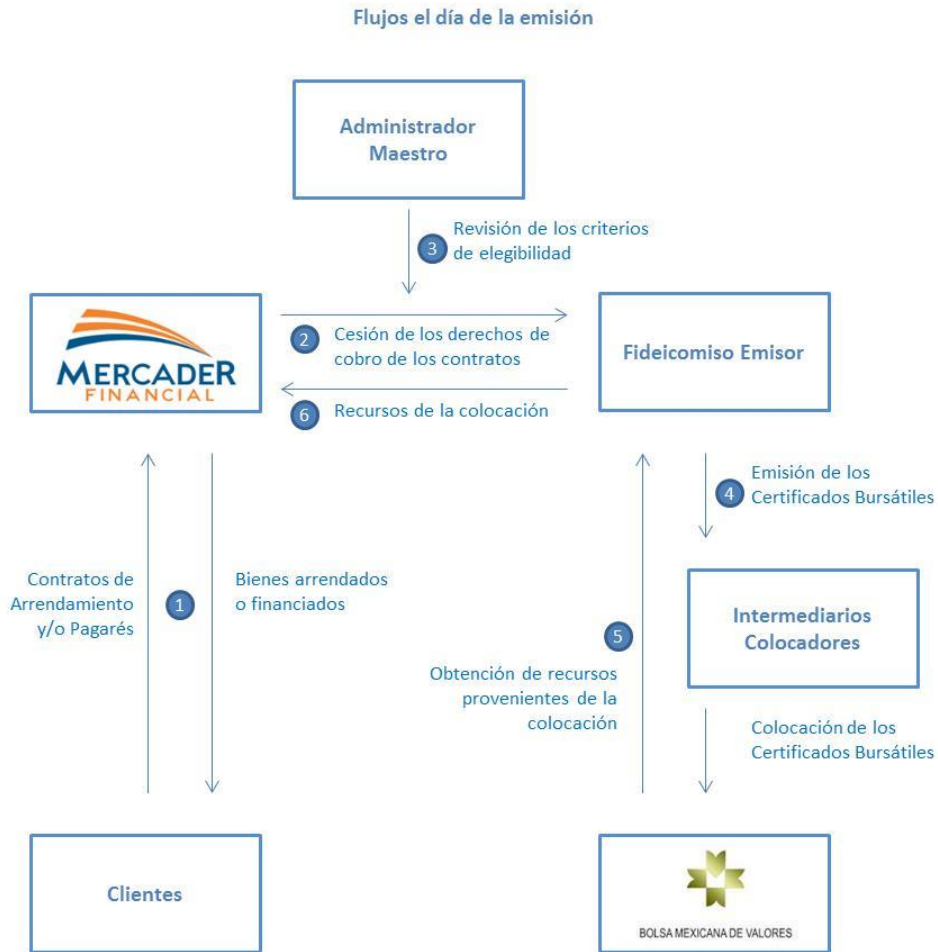 Flujos el día de la emisión
Administrador
Maestro
3
Revisión de los criterios
de elegibilidad
MERCADER
FINANCIAL
2
Cesión de los derechos de
cobro de los contratos
Fideicomiso Emisor
6
Recursos de la colocación
4
Emisión de los
Certificados Bursátiles
Contratos de
Arrendamiento
y/o Pagarés
1
Bienes arrendados
o financiados
Intermediarios
Colocadores
5
Obtención de recursos
provenientes de la
colocación
Colocación de los
Certificados Bursátiles
Clientes
BOLSA MEXICANA DE VALORES